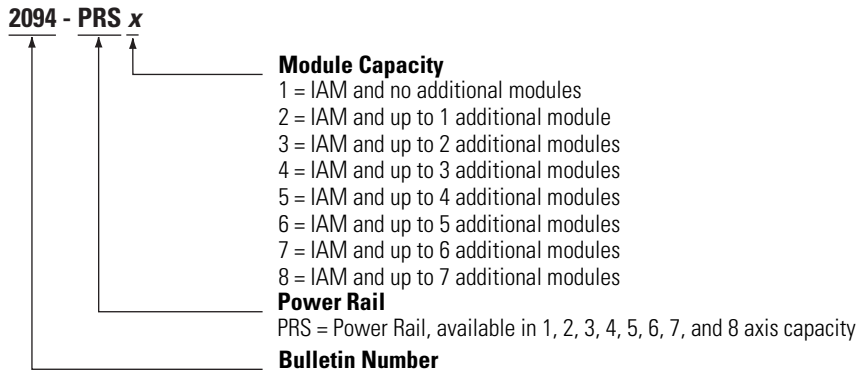 2094 - PRS x
Module Capacity
1 = IAM and no additional modules
2 = IAM and up to 1 additional module
3 = IAM and up to 2 additional modules
4 = IAM and up to 3 additional modules
5 = IAM and up to 4 additional modules
6 = IAM and up to 5 additional modules
7 = IAM and up to 6 additional modules
8 = IAM and up to 7 additional modules
Power Rail
PRS = Power Rail, available in 1, 2, 3, 4, 5, 6, 7, and 8 axis capacity
Bulletin Number